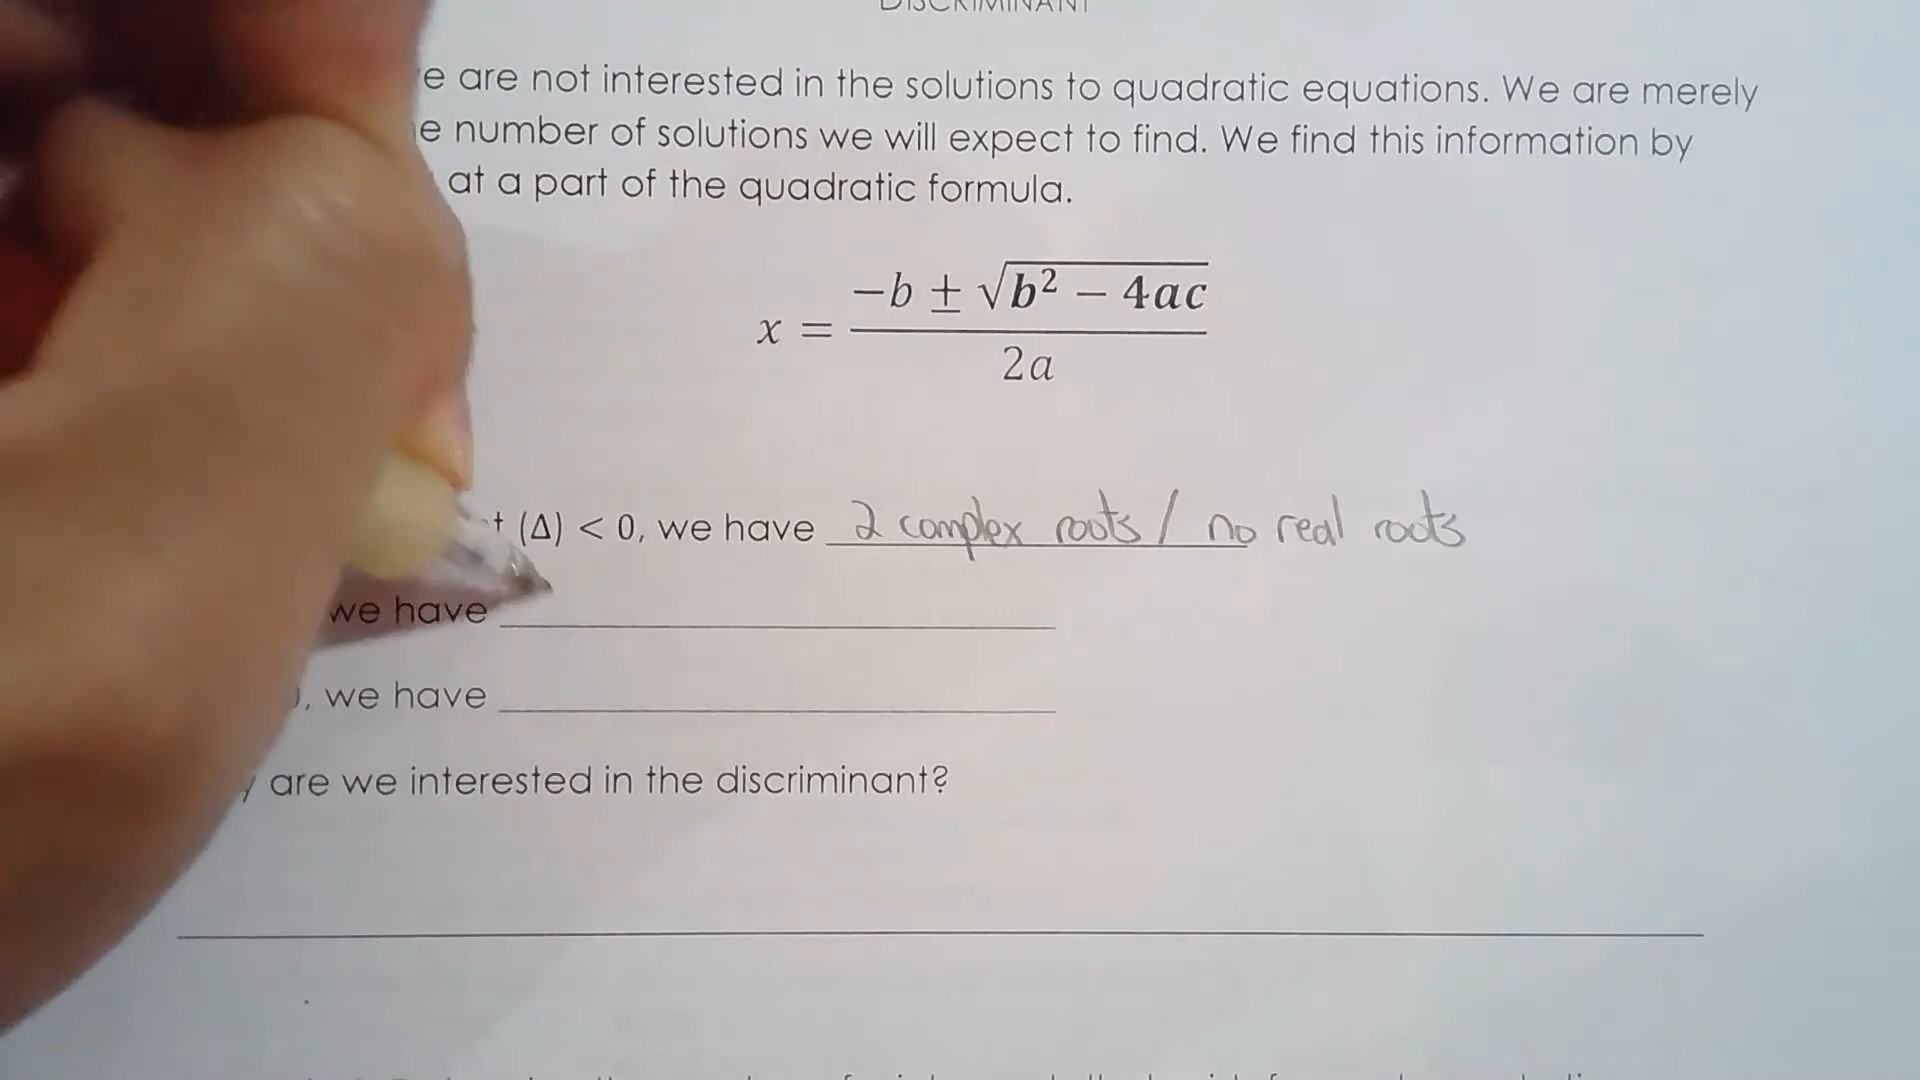 DISCRIMINANT
are not interested in the solutions to quadratic equations. We are merely
number of solutions we will expect to find. We find this information by
at a part of the quadratic formula.
x = \frac{-b ± \sqrt{b² − 4ac}}{2a}
(Δ) < 0, we have 2 complex roots / no real roots
we have
, we have
are we interested in the discriminant?